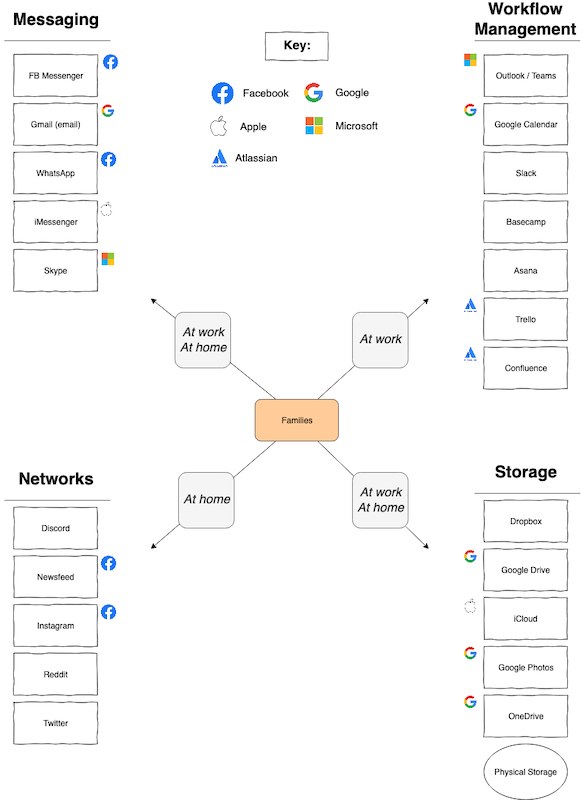 Messaging
FB Messenger
Gmail (email)
WhatsApp
iMessenger
Skype
Key:
Facebook
Google
Apple
Microsoft
Atlassian
Workflow
Management
Outlook / Teams
Google Calendar
Slack
Basecamp
Asana
Trello
Confluence
At work
At home
At work
Families
At home
At work
At home
Networks
Discord
Newsfeed
Instagram
Reddit
Twitter
Storage
Dropbox
Google Drive
iCloud
Google Photos
OneDrive
Physical Storage